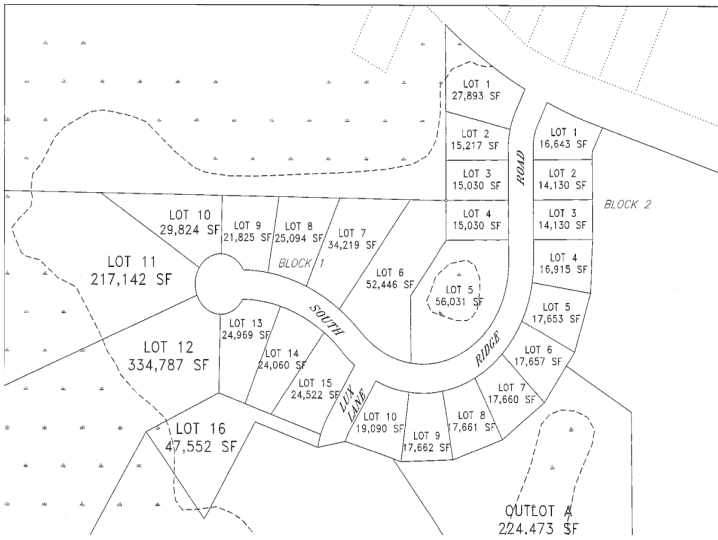 LOT 1
27,893 SF
LOT 2
15,217 SF
LOT 3
15,030 SF
LOT 4
15,030 SF
LOT 5
56,031 SF
LOT 6
52,446 SF
LOT 7
34,219 SF
LOT 8
25,094 SF
LOT 9
21,825 SF
LOT 10
29,824 SF
BLOCK 1
LOT 11
217,142 SF
LOT 12
334,787 SF
LOT 13
24,969 SF
LOT 14
24,060 SF
LOT 15
24,522 SF
LOT 16
47,552 SF
SOUTH
RIDGE
ROAD
LUX
LANE
LOT 1
16,643 SF
LOT 2
14,130 SF
BLOCK 2
LOT 3
14,130 SF
LOT 4
16,915 SF
LOT 5
17,653 SF
LOT 6
17,657 SF
LOT 7
17,660 SF
LOT 8
17,661 SF
LOT 9
17,662 SF
LOT 10
19,090 SF
OUTLOT A
224,473 SF